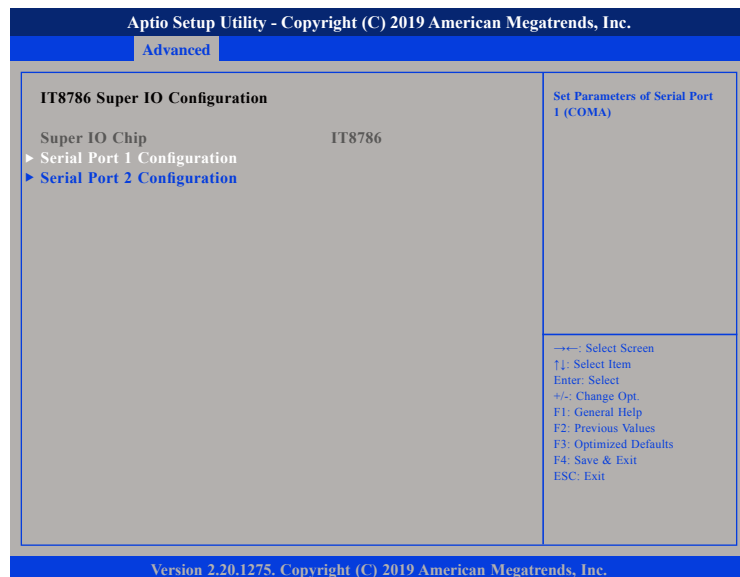 Aptio Setup Utility - Copyright (C) 2019 American Megatrends, Inc.
Advanced
IT8786 Super IO Configuration
Super IO Chip IT8786
► Serial Port 1 Configuration
► Serial Port 2 Configuration
Set Parameters of Serial Port
1 (COMA)
→←: Select Screen
↑↓: Select Item
Enter: Select
+/-: Change Opt.
F1: General Help
F2: Previous Values
F3: Optimized Defaults
F4: Save & Exit
ESC: Exit
Version 2.20.1275. Copyright (C) 2019 American Megatrends, Inc.